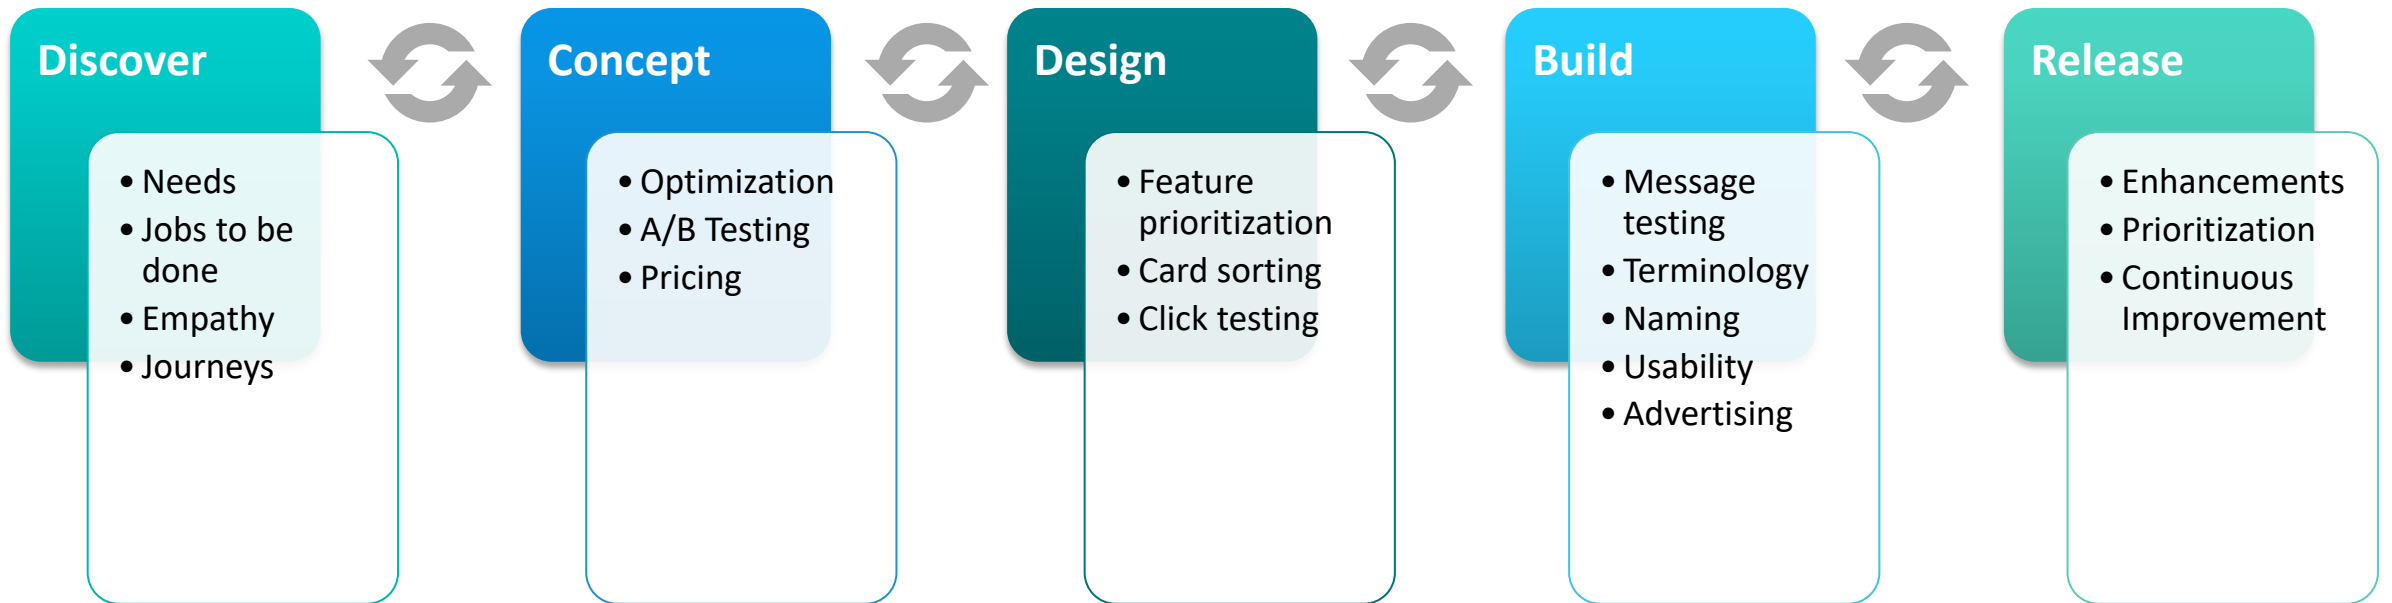 Discover
• Needs
• Jobs to be
done
• Empathy
• Journeys
Concept
• Optimization
• A/B Testing
• Pricing
Design
• Feature
prioritization
• Card sorting
• Click testing
Build
• Message
testing
• Terminology
• Naming
• Usability
• Advertising
Release
• Enhancements
• Prioritization
• Continuous
Improvement